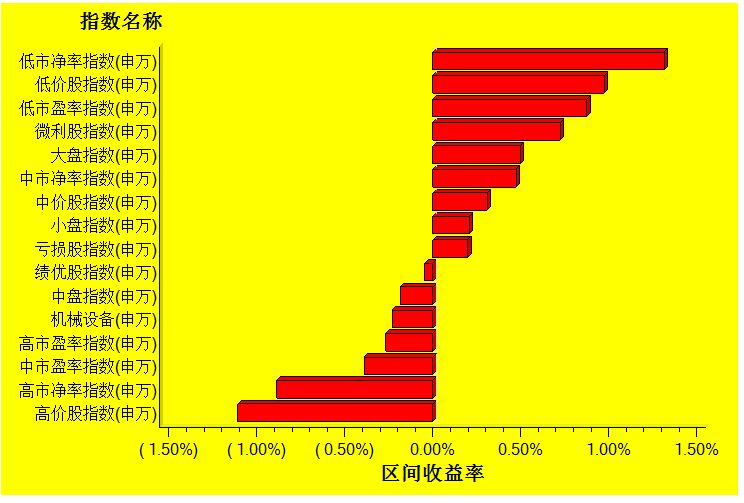 指数名称
低市净率指数(申万)
低价股指数(申万)
低市盈率指数(申万)
微利股指数(申万)
大盘指数(申万)
中市净率指数(申万)
中价股指数(申万)
小盘指数(申万)
亏损股指数(申万)
绩优股指数(申万)
中盘指数(申万)
机械设备(申万)
高市盈率指数(申万)
中市盈率指数(申万)
高市净率指数(申万)
高价股指数(申万)
( 1.50%) ( 1.00%) ( 0.50%) 0.00% 0.50% 1.00% 1.50%
区间收益率